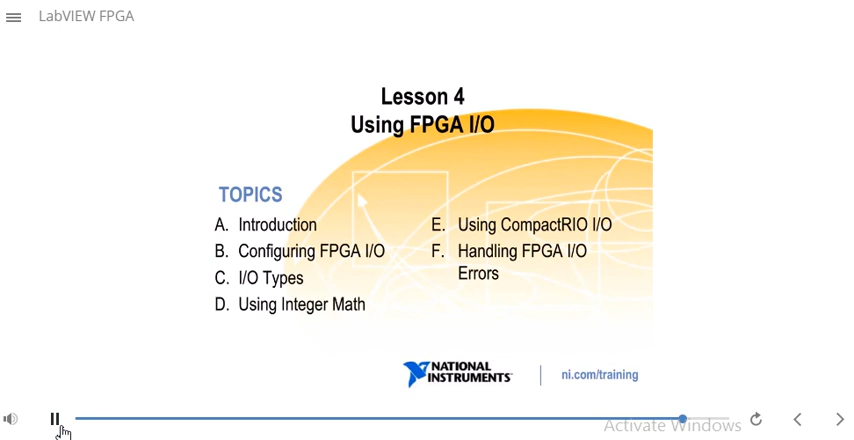 LabVIEW FPGA
Lesson 4
Using FPGA I/O
TOPICS
A. Introduction
B. Configuring FPGA I/O
C. I/O Types
D. Using Integer Math
E. Using CompactRIO I/O
F. Handling FPGA I/O
Errors
NATIONAL
INSTRUMENTS
ni.com/training
Activate Windows